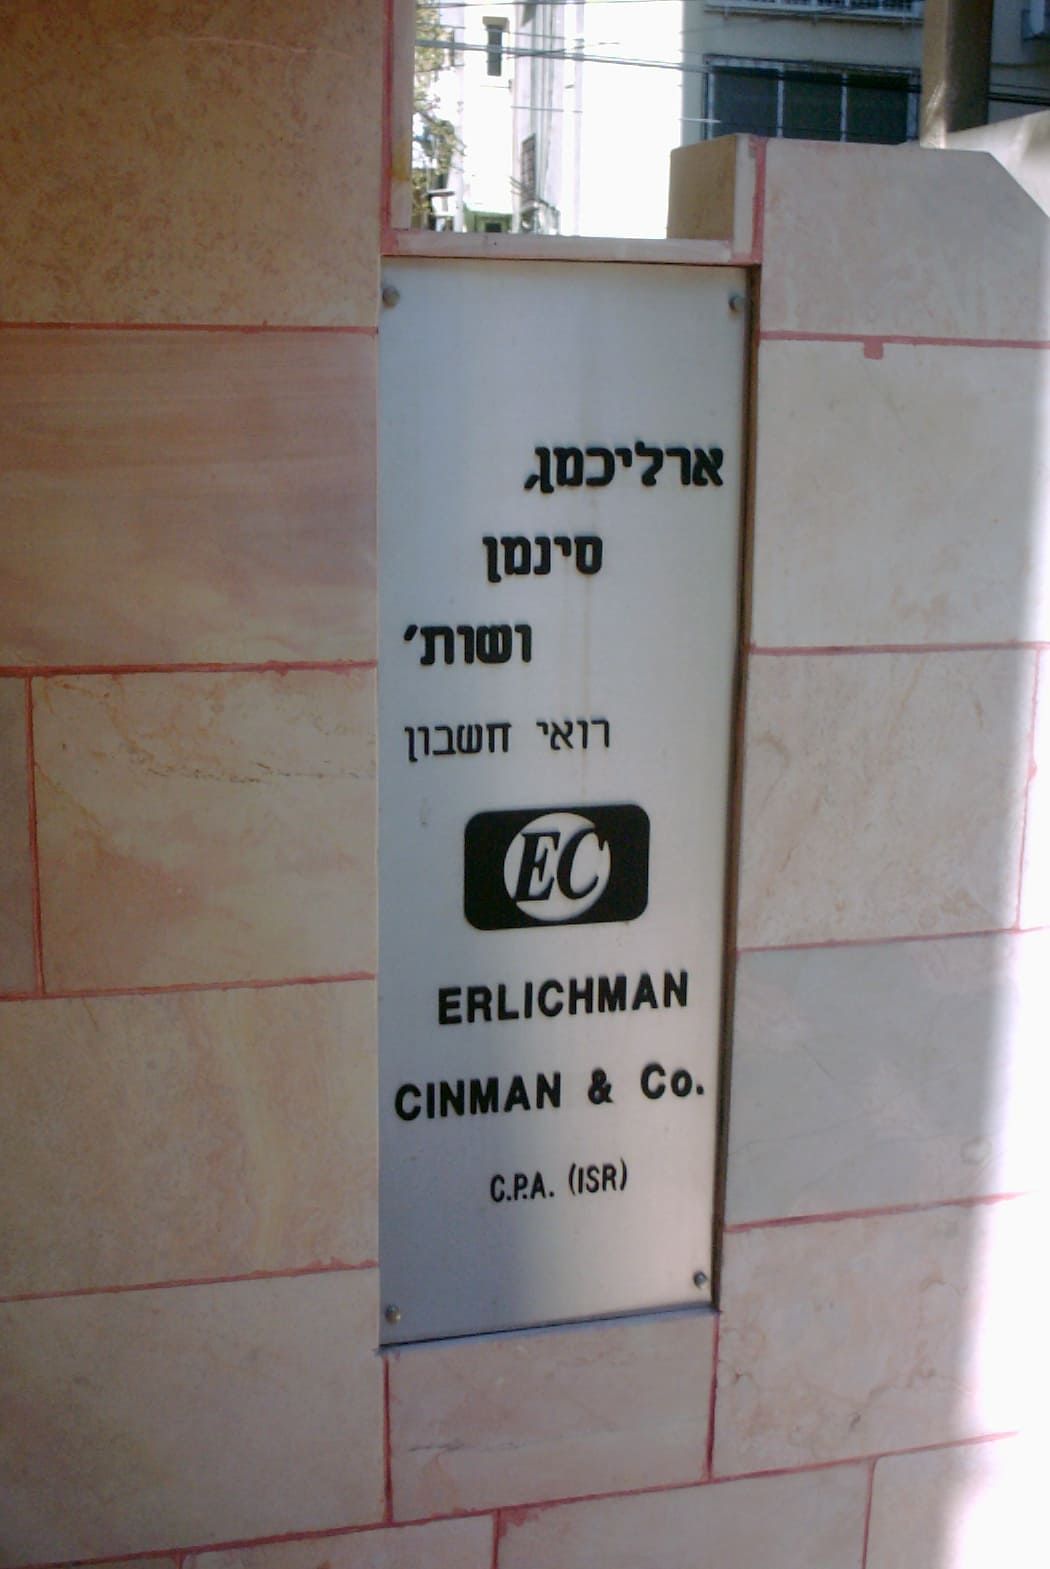 ארליכמן,
סינמן
ושות'
רואי חשבון
EC
ERLICHMAN
CINMAN & Co.
C.P.A. (ISR)